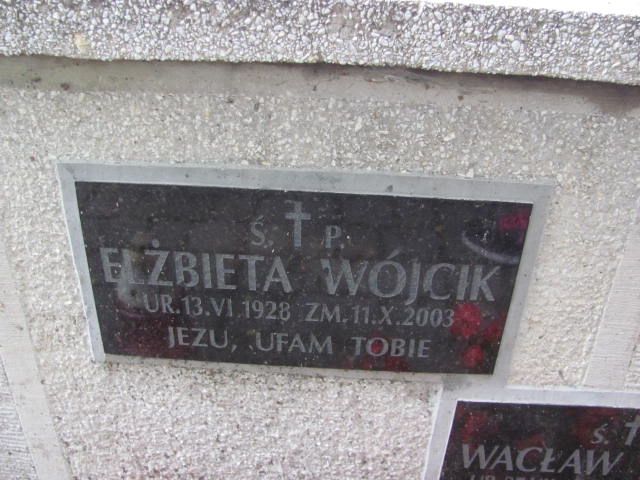 Ś. P.
ELŻBIETA WÓJCIK
UR.13.VI.1928 ZM.11.X.2003
JEZU, UFAM TOBIE
Ś.
WACŁAW